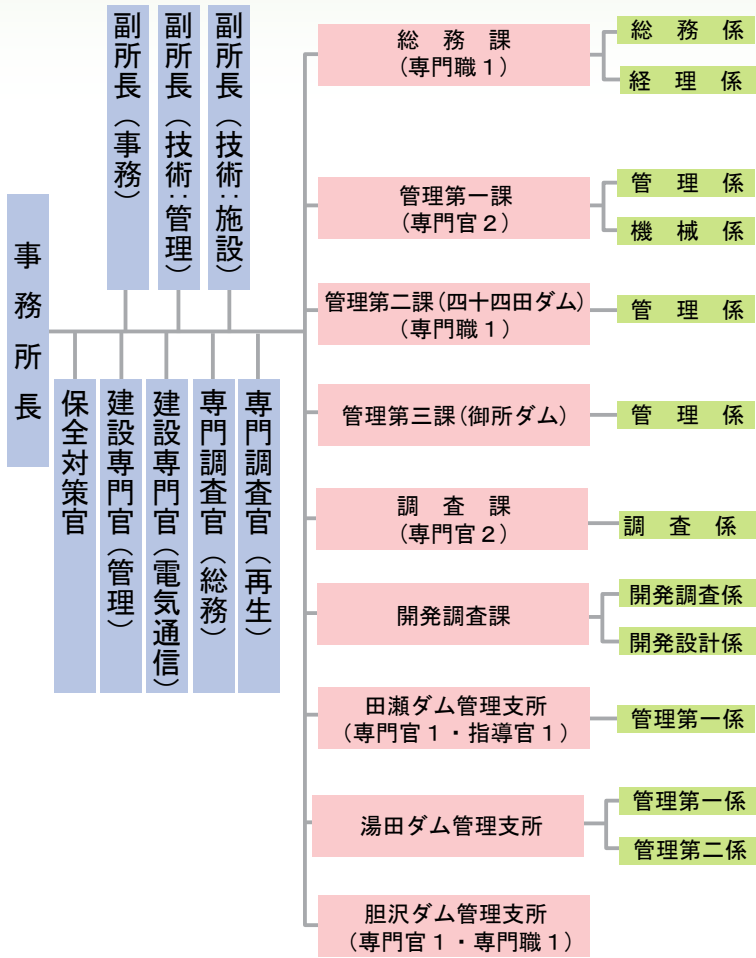 事務所長
副所長（事務）
副所長（技術：管理）
副所長（技術：施設）
保全対策官
建設専門官（管理）
建設専門官（電気通信）
専門調査官（総務）
専門調査官（再生）
総務課
（専門職１）
総務係
経理係
管理第一課
（専門官２）
管理係
機械係
管理第二課（四十四田ダム）
（専門職１）
管理係
管理第三課（御所ダム）
管理係
調査課
（専門官２）
調査係
開発調査課
開発調査係
開発設計係
田瀬ダム管理支所
（専門官１・指導官１）
管理第一係
湯田ダム管理支所
管理第一係
管理第二係
胆沢ダム管理支所
（専門官１・専門職１）